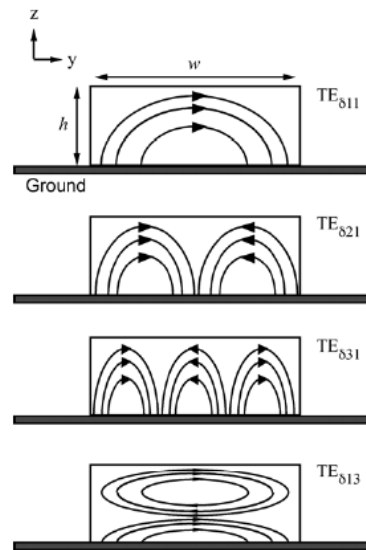 z
y
w
h
TEδ11
Ground
TEδ21
TEδ31
TEδ13